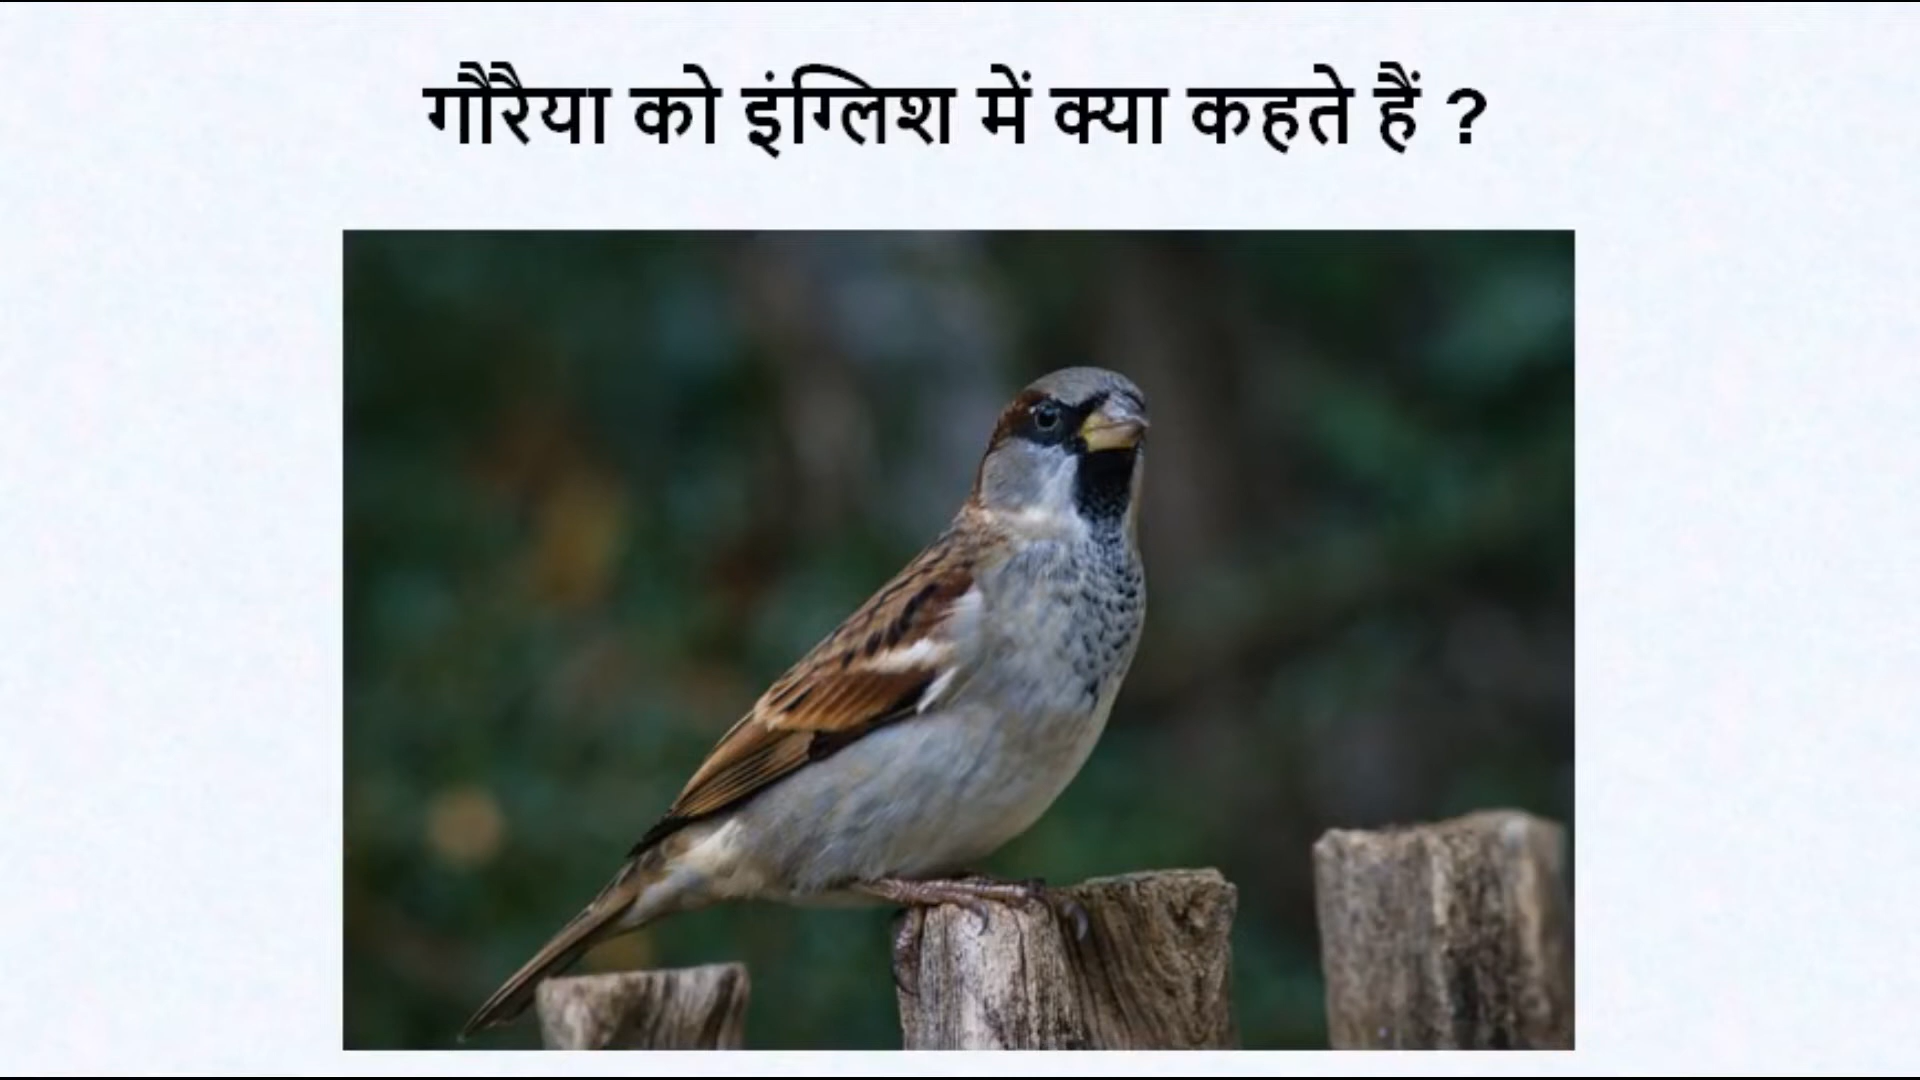 गौरैया को इंग्लिश में क्या कहते हैं ?